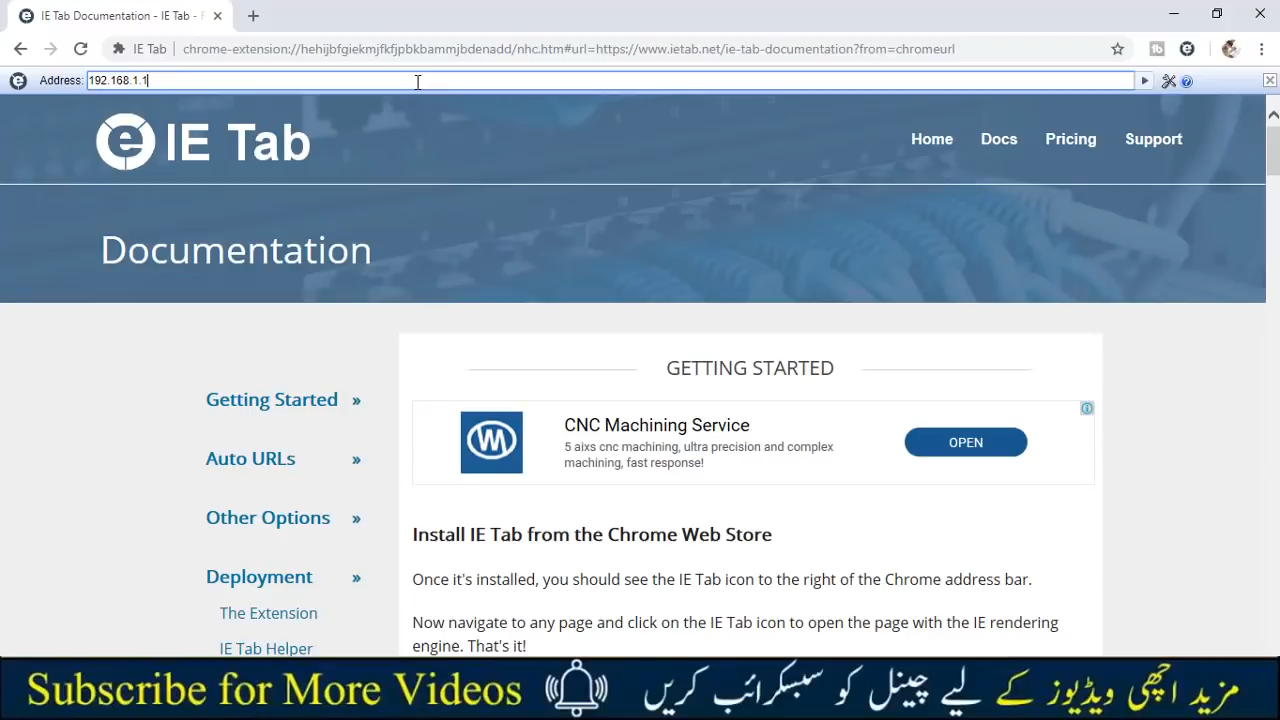 IE Tab Documentation - IE Tab -
IE Tab
chrome-extension://hehijbfgiekmjfkfjpbkbammjbdenadd/nhc.htm#url=https://www.ietab.net/ie-tab-documentation?from=chromeurl
Address: 192.168.1.1
IE Tab
Home Docs Pricing Support
Documentation
GETTING STARTED
Getting Started »
CNC Machining Service
5 aixs cnc machining, ultra precision and complex
machining, fast response!
OPEN
Auto URLs »
Other Options »
Install IE Tab from the Chrome Web Store
Deployment »
Once it's installed, you should see the IE Tab icon to the right of the Chrome address bar.
The Extension
Now navigate to any page and click on the IE Tab icon to open the page with the IE rendering
engine. That's it!
IE Tab Helper
Subscribe for More Videos
مزید اچھی ویڈیوز کے لیے چینل کو سبسکرائب کریں